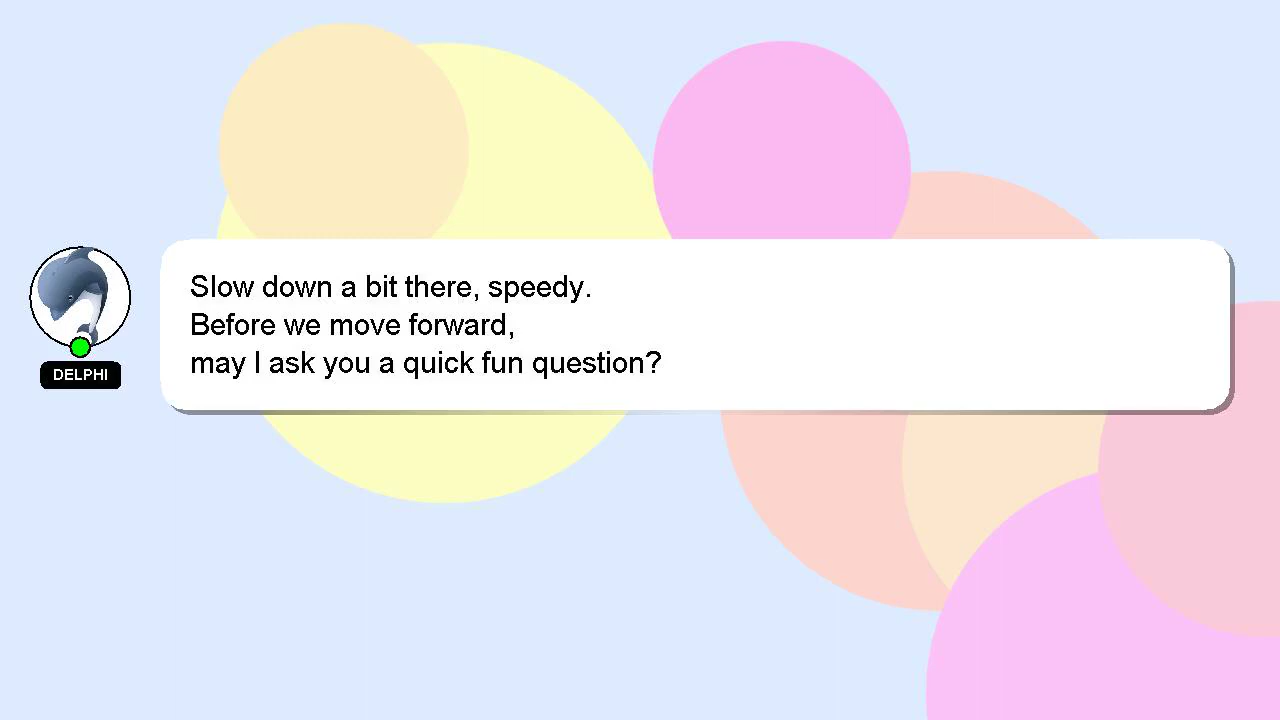 Slow down a bit there, speedy.
Before we move forward,
may I ask you a quick fun question?
DELPHI